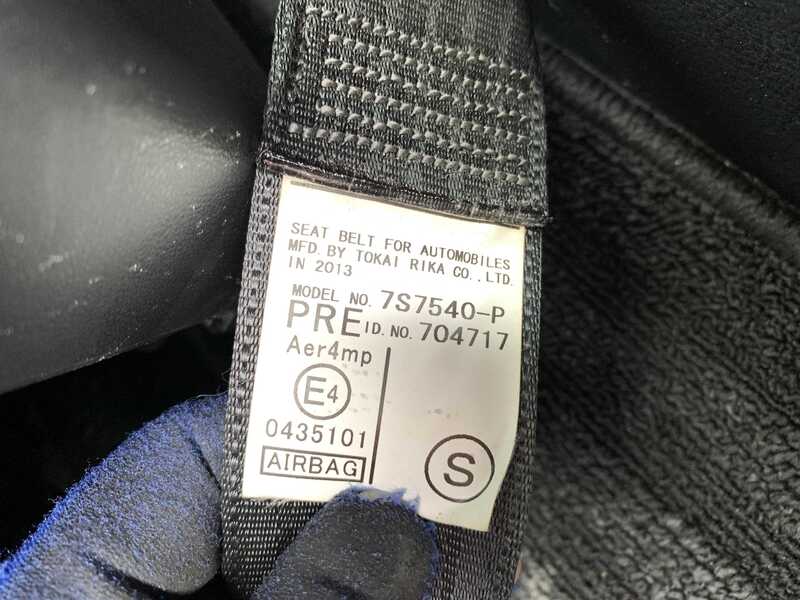 SEAT BELT FOR AUTOMOBILES
MFD. BY TOKAI RIKA CO., LTD.
IN 2013
MODEL NO. 7S7540-P
PRE ID. NO. 704717
Aer4mp
E4
0435101
AIRBAG
S